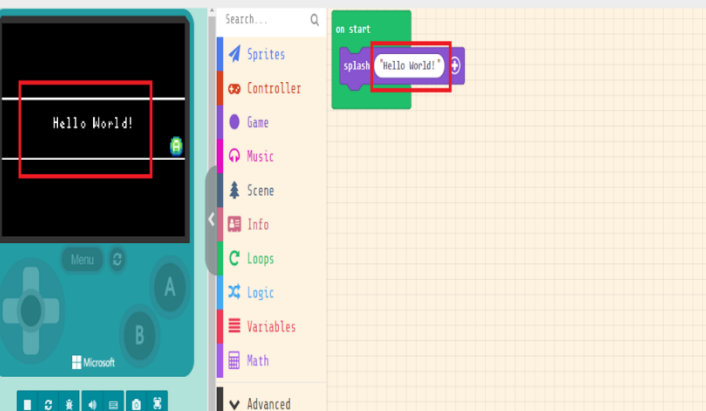 Hello World!
Menu
A
B
Microsoft
Search...
Sprites
Controller
Game
Music
Scene
Info
Loops
Logic
Variables
Math
Advanced
on start
splash "Hello World!"